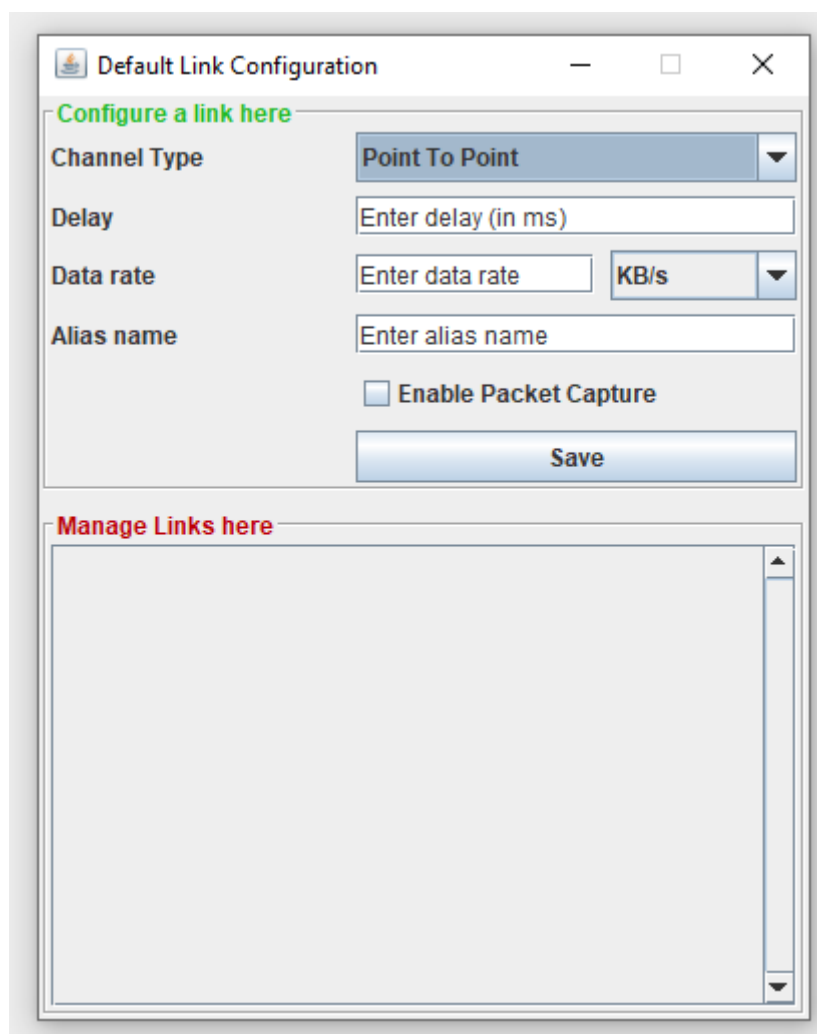 Default Link Configuration
Configure a link here
Channel Type Point To Point
Delay Enter delay (in ms)
Data rate Enter data rate KB/s
Alias name Enter alias name
Enable Packet Capture
Save
Manage Links here